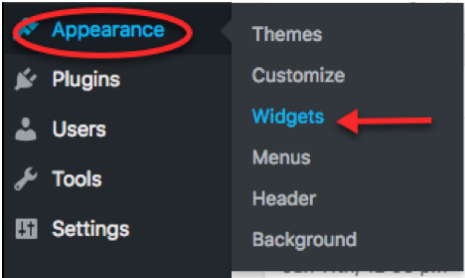 Appearance
Plugins
Users
Tools
Settings
Themes
Customize
Widgets
Menus
Header
Background